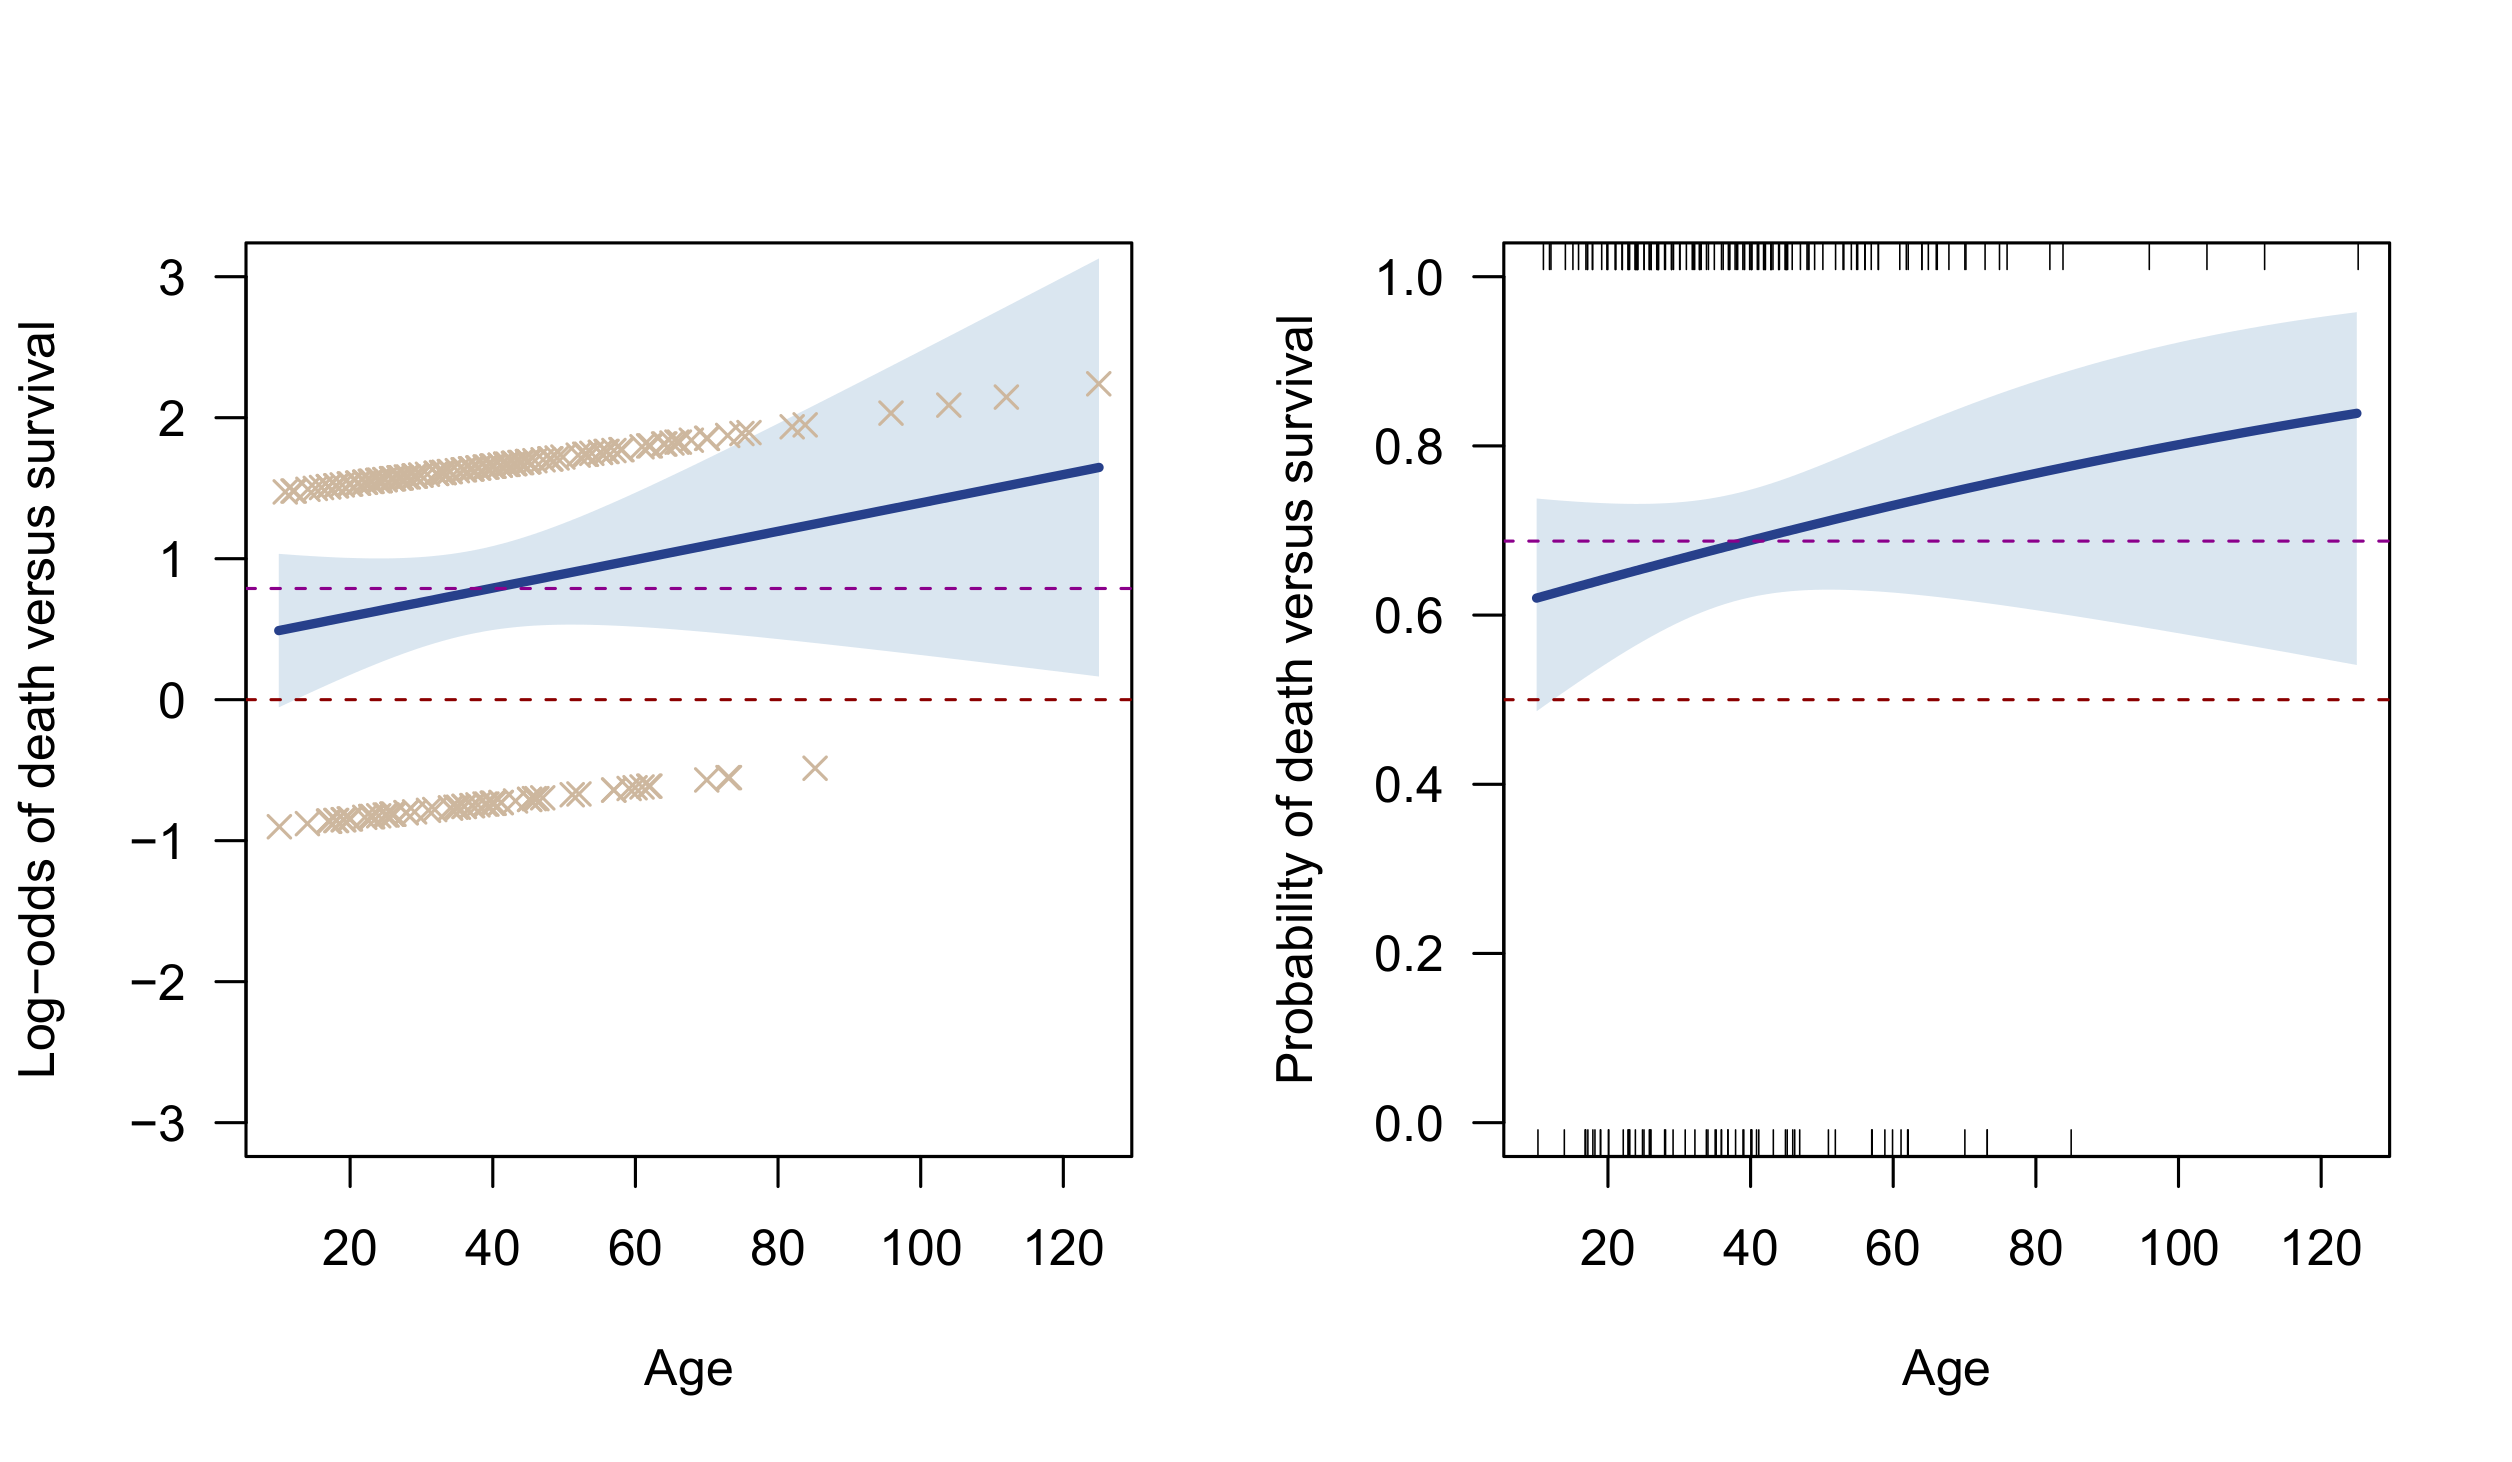 Log−odds of death versus survival
3
2
1
0
−1
−2
−3
20 40 60 80 100 120
Age
Probability of death versus survival
1.0
0.8
0.6
0.4
0.2
0.0
20 40 60 80 100 120
Age